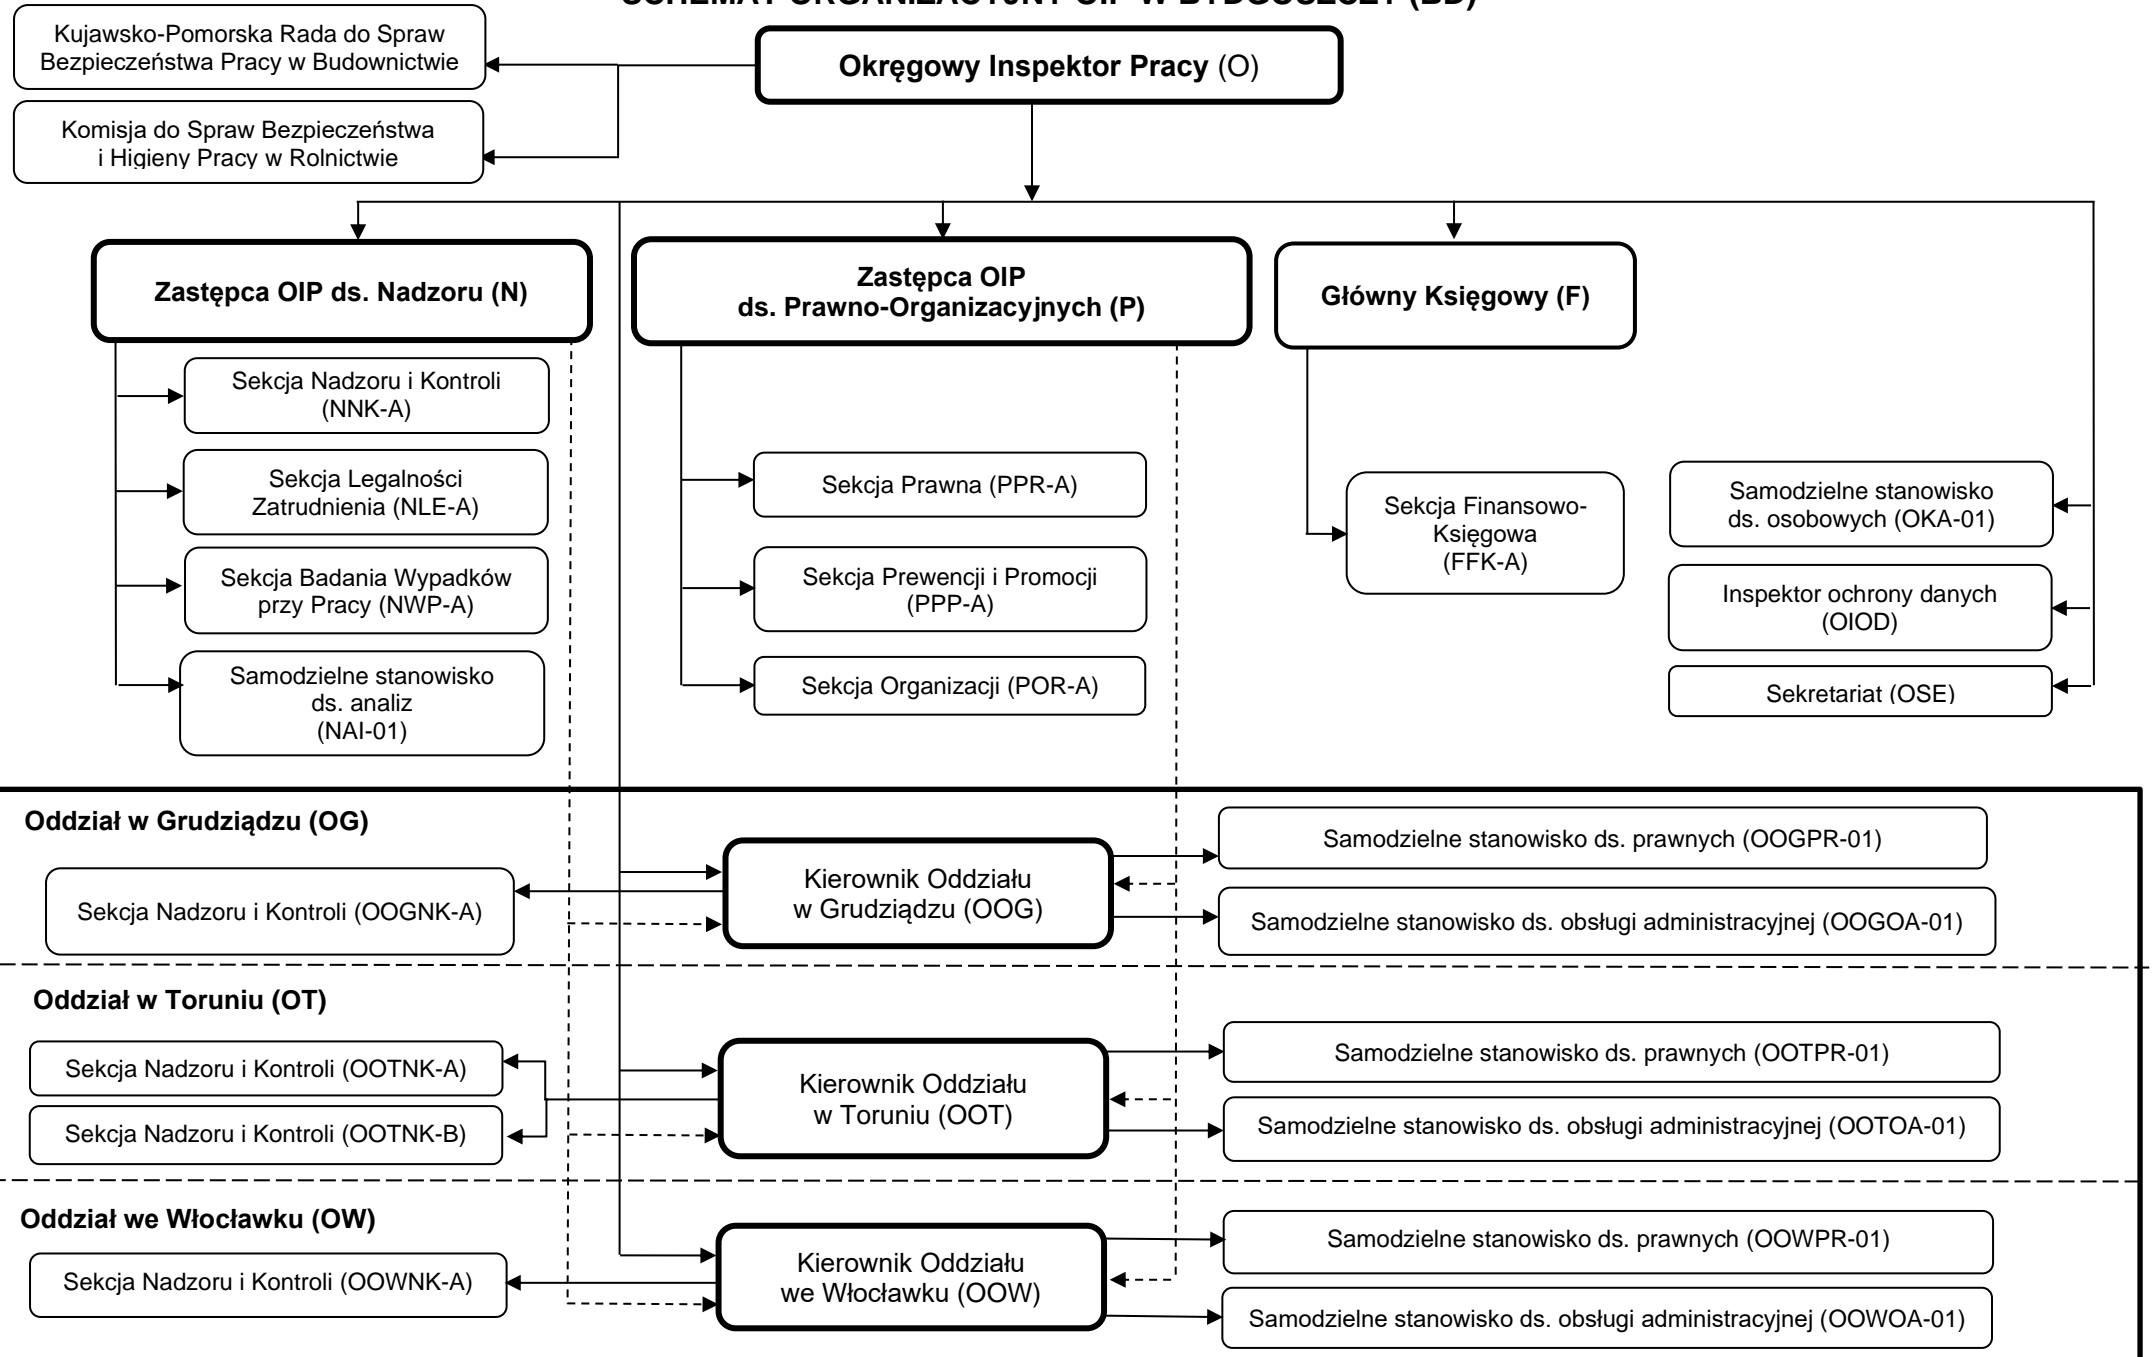 SCHEMAT ORGANIZACYJNY OIP W BYDGOSZCZY (BD)
Kujawsko-Pomorska Rada do Spraw
Bezpieczeństwa Pracy w Budownictwie
Okręgowy Inspektor Pracy (O)
Komisja do Spraw Bezpieczeństwa
i Higieny Pracy w Rolnictwie
Zastępca OIP ds. Nadzoru (N)
Zastępca OIP
ds. Prawno-Organizacyjnych (P)
Główny Księgowy (F)
Sekcja Nadzoru i Kontroli
(NNK-A)
Sekcja Legalności
Zatrudnienia (NLE-A)
Sekcja Badania Wypadków
przy Pracy (NWP-A)
Samodzielne stanowisko
ds. analiz
(NAI-01)
Sekcja Prawna (PPR-A)
Sekcja Prewencji i Promocji
(PPP-A)
Sekcja Organizacji (POR-A)
Sekcja Finansowo-
Księgowa
(FFK-A)
Samodzielne stanowisko
ds. osobowych (OKA-01)
Inspektor ochrony danych
(OIOD)
Sekretariat (OSE)
Oddział w Grudziądzu (OG)
Sekcja Nadzoru i Kontroli (OOGNK-A)
Kierownik Oddziału
w Grudziądzu (OOG)
Samodzielne stanowisko ds. prawnych (OOGPR-01)
Samodzielne stanowisko ds. obsługi administracyjnej (OOGOA-01)
Oddział w Toruniu (OT)
Sekcja Nadzoru i Kontroli (OOTNK-A)
Sekcja Nadzoru i Kontroli (OOTNK-B)
Kierownik Oddziału
w Toruniu (OOT)
Samodzielne stanowisko ds. prawnych (OOTPR-01)
Samodzielne stanowisko ds. obsługi administracyjnej (OOTOA-01)
Oddział we Włocławku (OW)
Sekcja Nadzoru i Kontroli (OOWNK-A)
Kierownik Oddziału
we Włocławku (OOW)
Samodzielne stanowisko ds. prawnych (OOWPR-01)
Samodzielne stanowisko ds. obsługi administracyjnej (OOWOA-01)